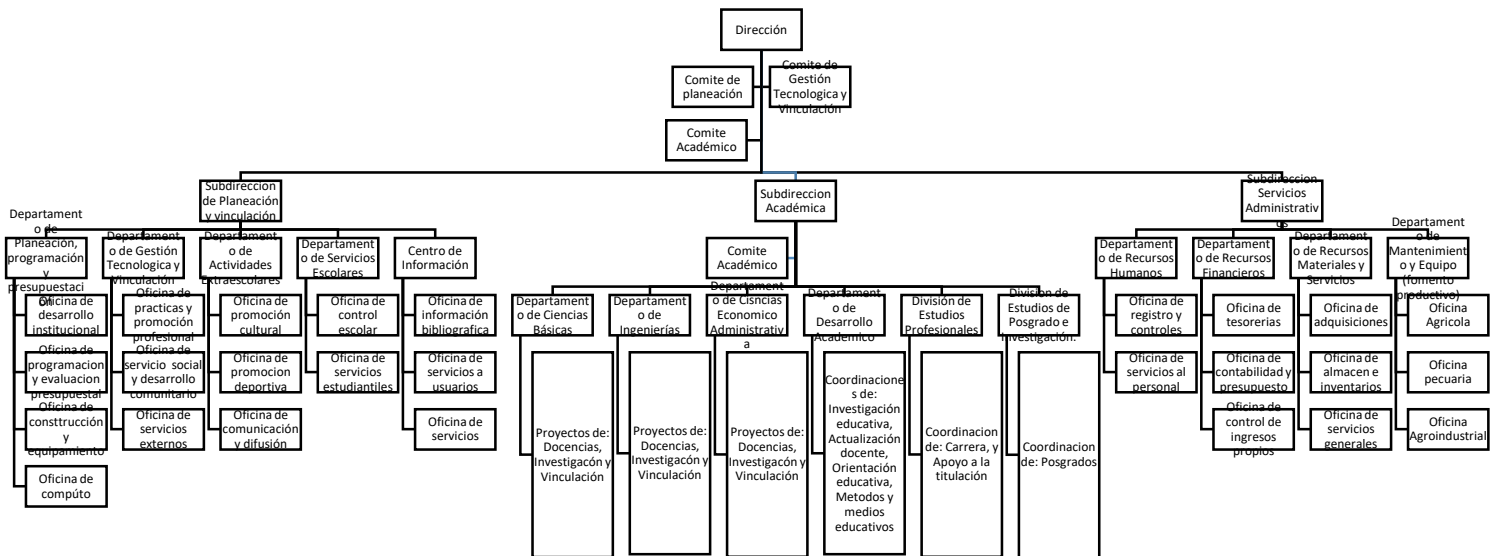 Dirección
Comite de
planeación
Comite de
Gestión
Tecnologica y
Vinculación
Comite
Académico
Subdireccion
de Planeación
y vinculación
Subdireccion
Académica
Subdireccion
Servicios
Administrativ
os
Departament
o de
Planeación,
programación
y
presupuestaci
ón
Departament
o de Gestión
Tecnologica y
Vinculación
Departament
o de
Actividades
Extraescolares
Departament
o de Servicios
Escolares
Centro de
Información
Comite
Académico
Departament
o de Recursos
Humanos
Departament
o de Recursos
Financieros
Departament
o de Recursos
Materiales y
Servicios
Departament
o de
Mantenimient
o y Equipo
(fomento
productivo)
Oficina de
desarrollo
institucional
Oficina de
practicas y
promoción
profesional
Oficina de
promoción
cultural
Oficina de
control
escolar
Oficina de
información
bibliografica
Departament
o de Ciencias
Básicas
Departament
o de
Ingenierías
Departament
o de Cisncias
Economico
Administrativ
a
Departament
o de
Desarrollo
Academico
División de
Estudios
Profesionales
División de
Estudios de
Posgrado e
Investigación.
Oficina de
registro y
controles
Oficina de
tesorerias
Oficina de
adquisiciones
Oficina
Agricola
Oficina de
programacion
y evaluacion
presupuestal
Oficina de
servicio social
y desarrollo
comunitario
Oficina de
promocion
deportiva
Oficina de
servicios
estudiantiles
Oficina de
servicios a
usuarios
Oficina de
servicios al
personal
Oficina de
contabilidad y
presupuesto
Oficina de
almacen e
inventarios
Oficina
pecuaria
Oficina de
construcción
y
equipamiento
Oficina de
servicios
externos
Oficina de
comunicación
y difusión
Oficina de
servicios
Oficina de
control de
ingresos
propios
Oficina de
servicios
generales
Oficina
Agroindustrial
Oficina de
compúto
Proyectos de:
Docencias,
Investigacón y
Vinculación
Proyectos de:
Docencias,
Investigacón y
Vinculación
Proyectos de:
Docencias,
Investigacón y
Vinculación
Coordinacione
s de:
Investigación
educativa,
Actualización
docente,
Orientación
educativa,
Metodos y
medios
educativos
Coordinacion
de: Carrera, y
Apoyo a la
titulación
Coordinacion
de: Posgrados